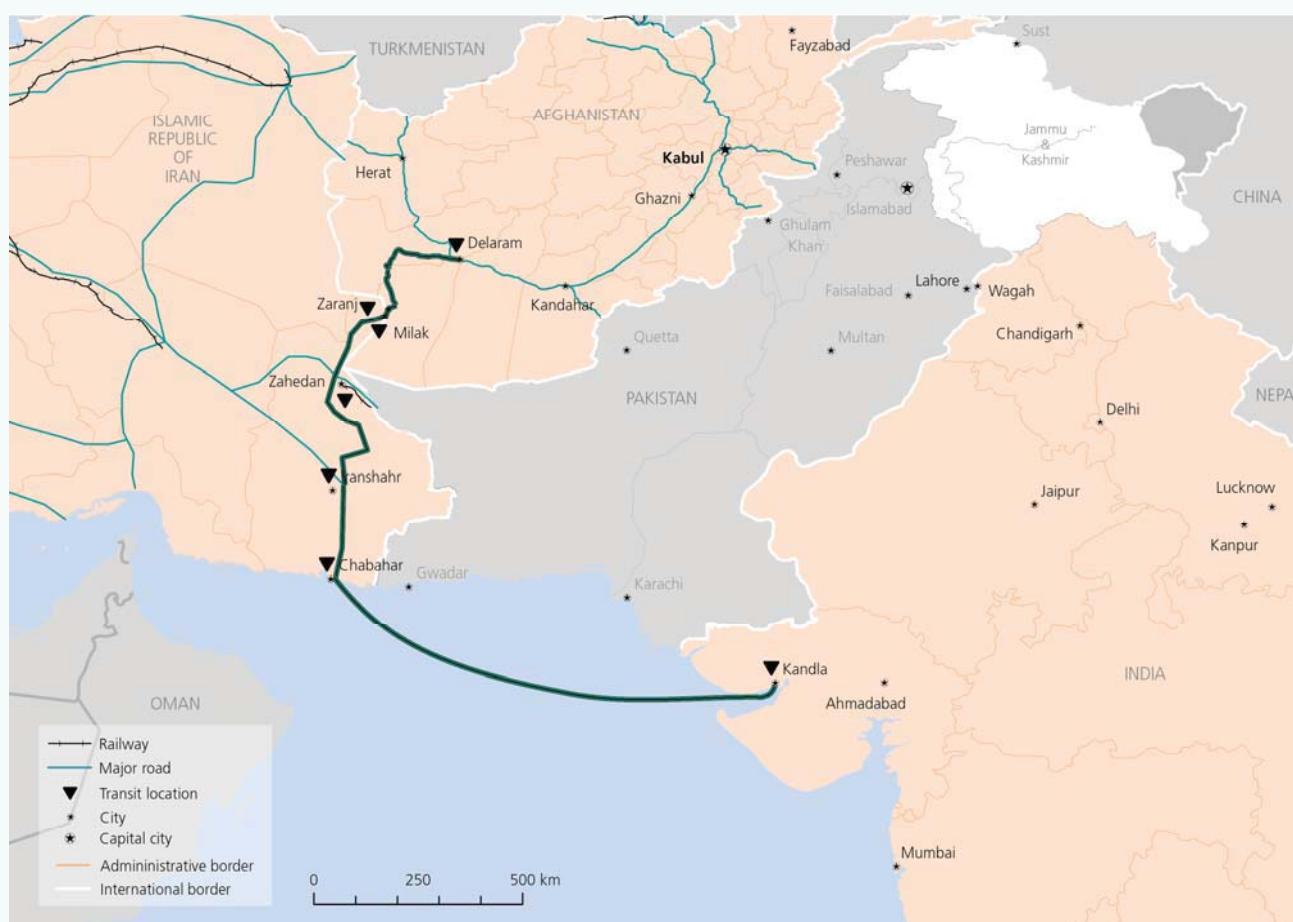 TURKMENISTAN
Fayzabad
Sust
ISLAMIC
REPUBLIC
OF
IRAN
AFGHANISTAN
Herat
Kabul
Ghazni
Peshawar
Islamabad
Jammu
&
Kashmir
CHINA
Ghulam
Khan
Delaram
Kandahar
Zaranj
Milak
Faisalabad
Lahore
Wagah
Chandigarh
Quetta
Multan
Zahedan
PAKISTAN
NEPA
Delhi
ranshahr
Jaipur
Lucknow
Kanpur
Chabahar
Gwadar
Karachi
Kandla
Ahmadabad
INDIA
OMAN
Mumbai
Railway
Major road
Transit location
City
Capital city
Admininistrative border
International border
0 250 500 km